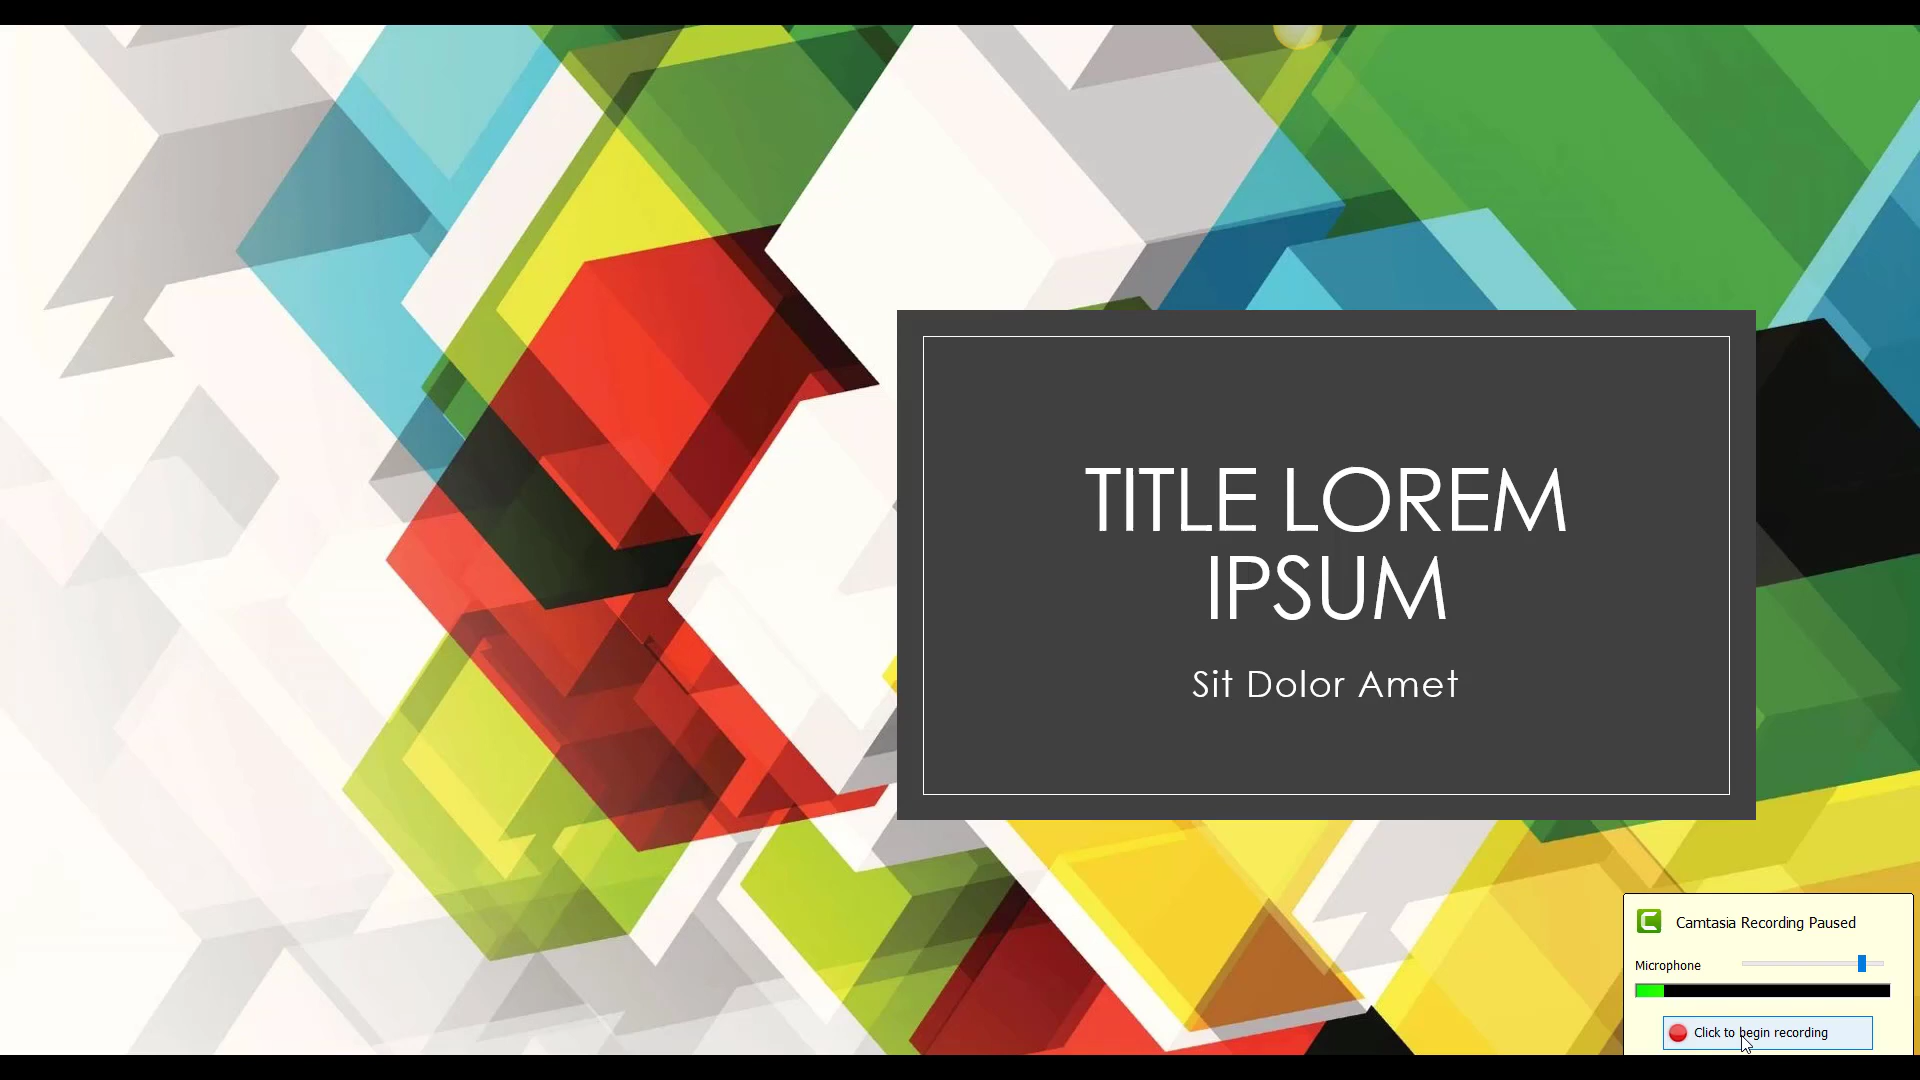 TITLE LOREM
IPSUM
Sit Dolor Amet
Camtasia Recording Paused
Microphone
Click to begin recording